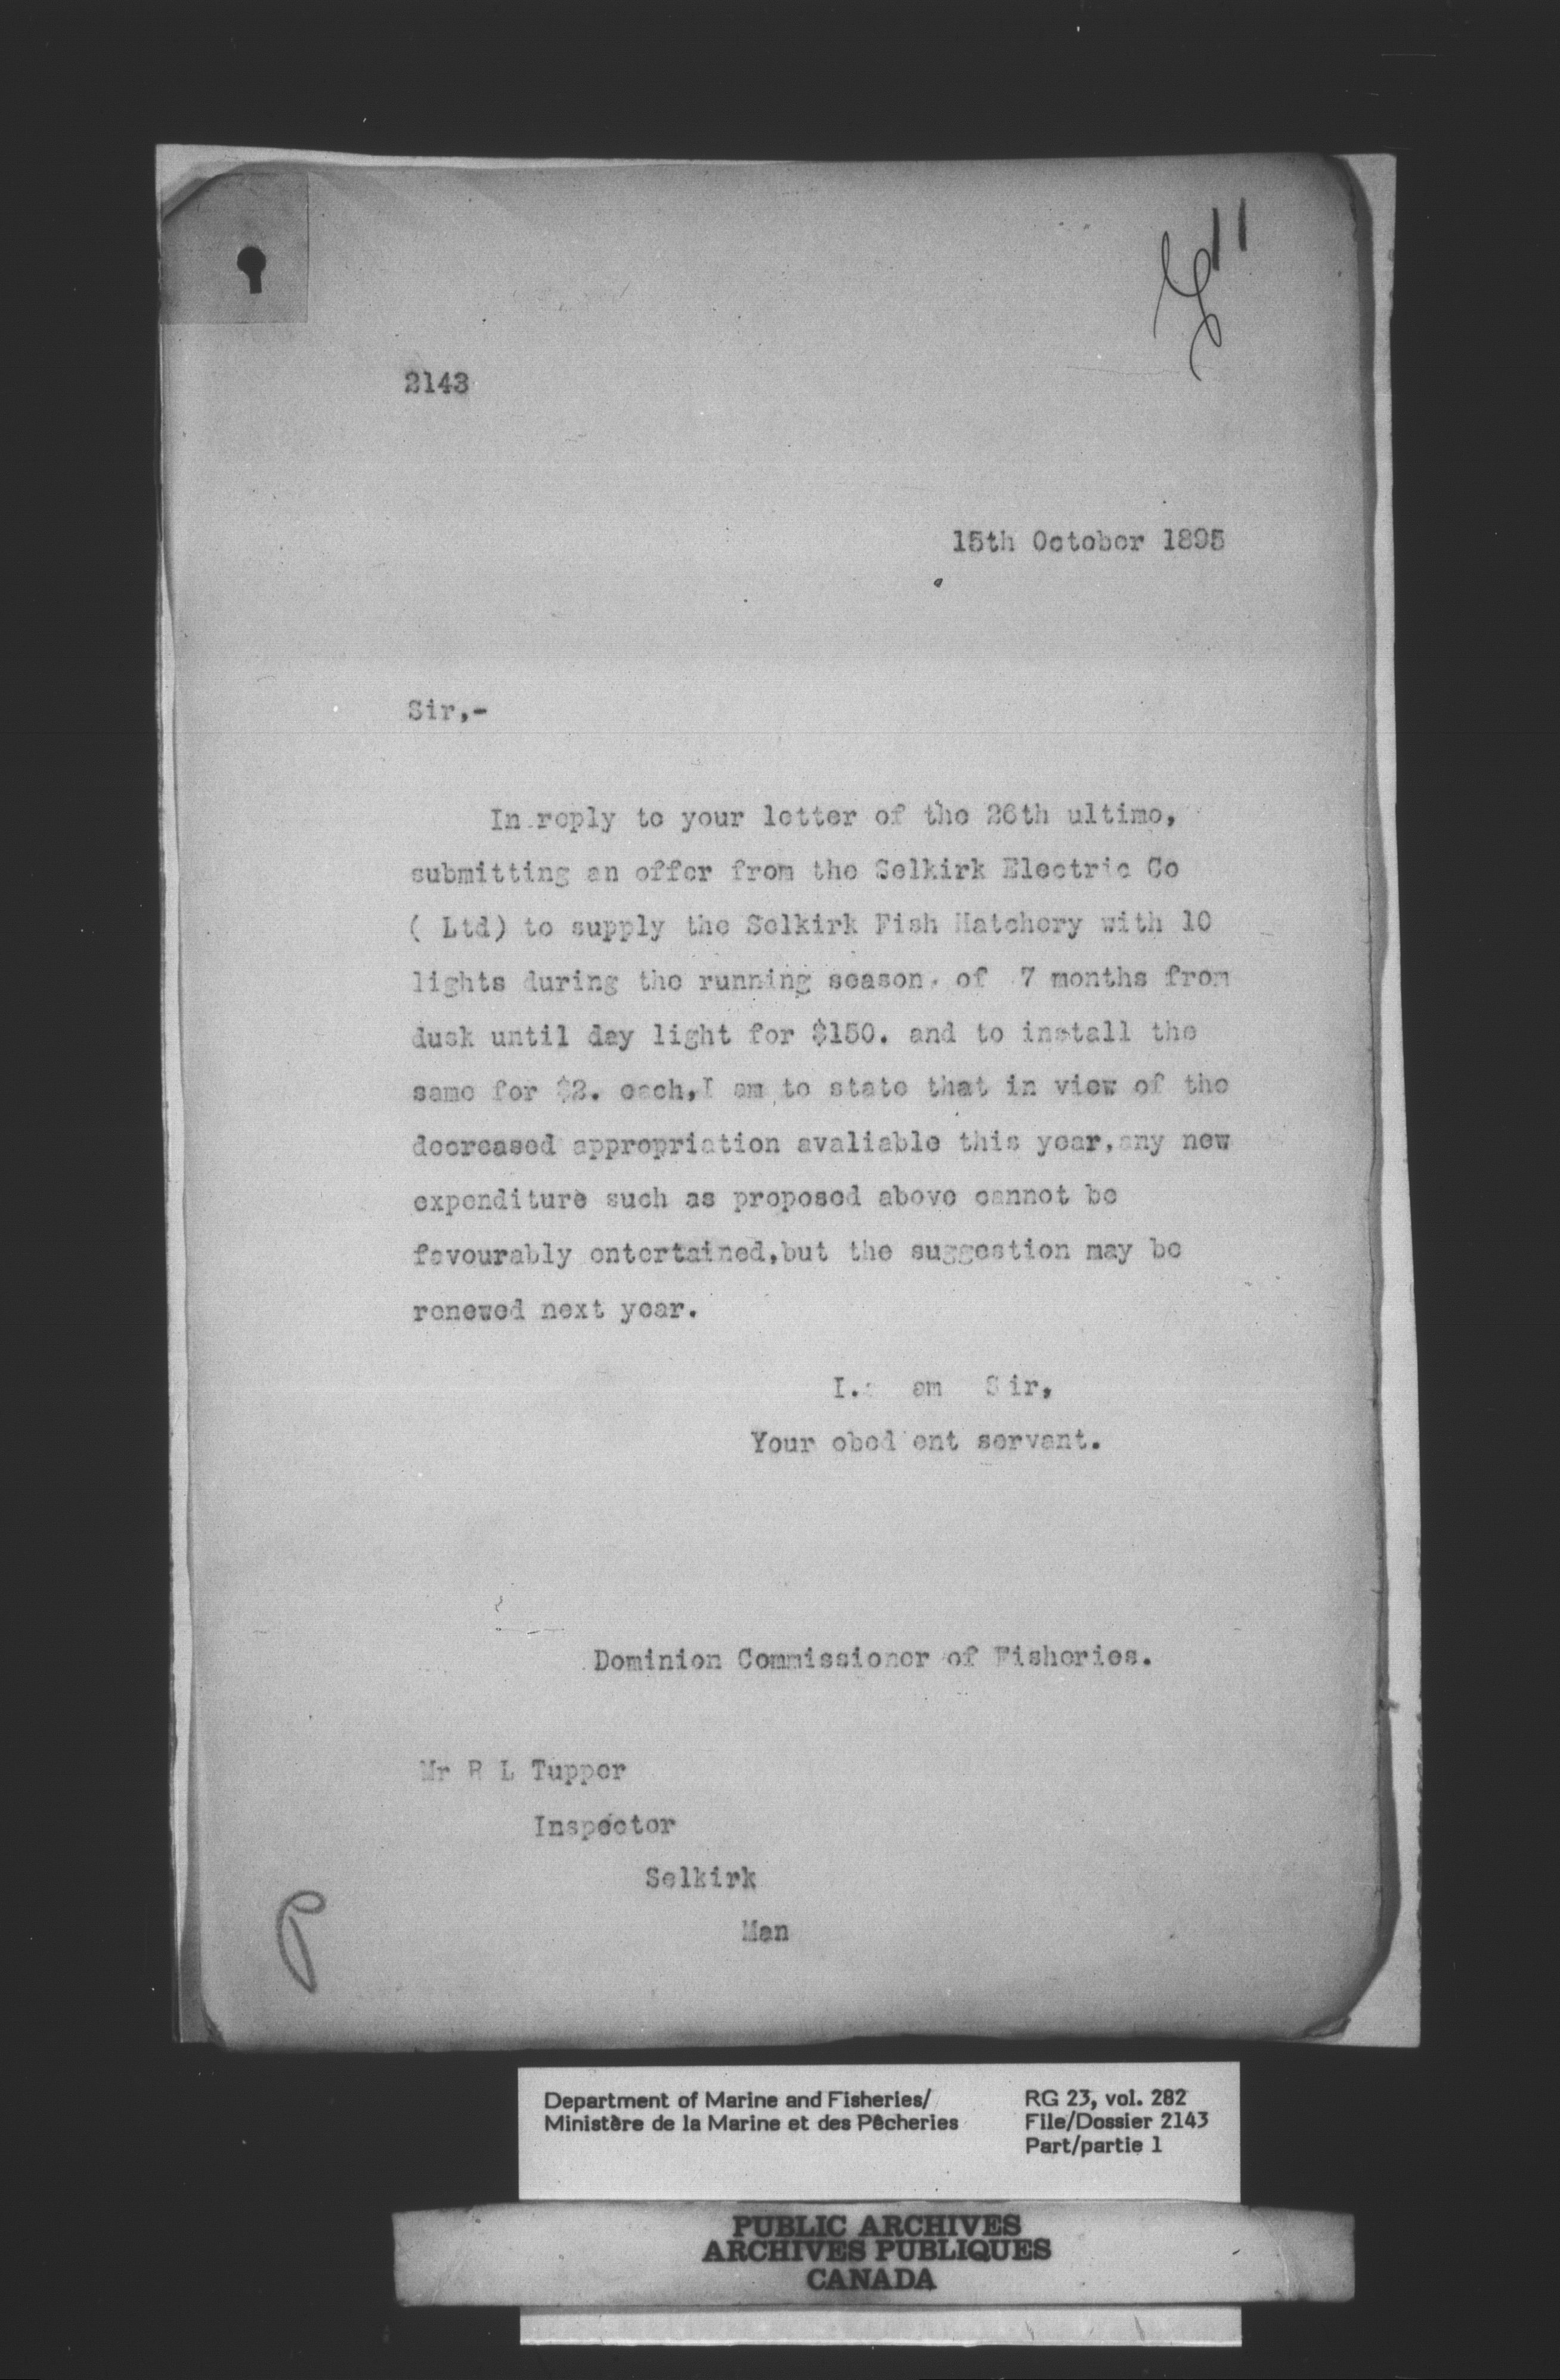 2143
15th October 1895
Sir,-
In reply to your letter of the 26th ultimo,
submitting an offer from the Selkirk Electric Co
( Ltd) to supply the Selkirk Fish Hatchery with 10
lights during the running season. of 7 months from
dusk until day light for $150. and to install the
same for $2. each,I am to state that in view of the
decreased appropriation avaliable this year,any new
expenditure such as proposed above cannot be
favourably entertained,but the suggestion may be
renewed next year.
I. am Sir,
Your obedient servant.
Dominion Commissioner of Fisheries.
Mr R L Tupper
Inspector
Selkirk
Man
Department of Marine and Fisheries/
Ministère de la Marine et des Pêcheries
RG 23, vol. 282
File/Dossier 2143
Part/partie 1
PUBLIC ARCHIVES
ARCHIVES PUBLIQUES
CANADA